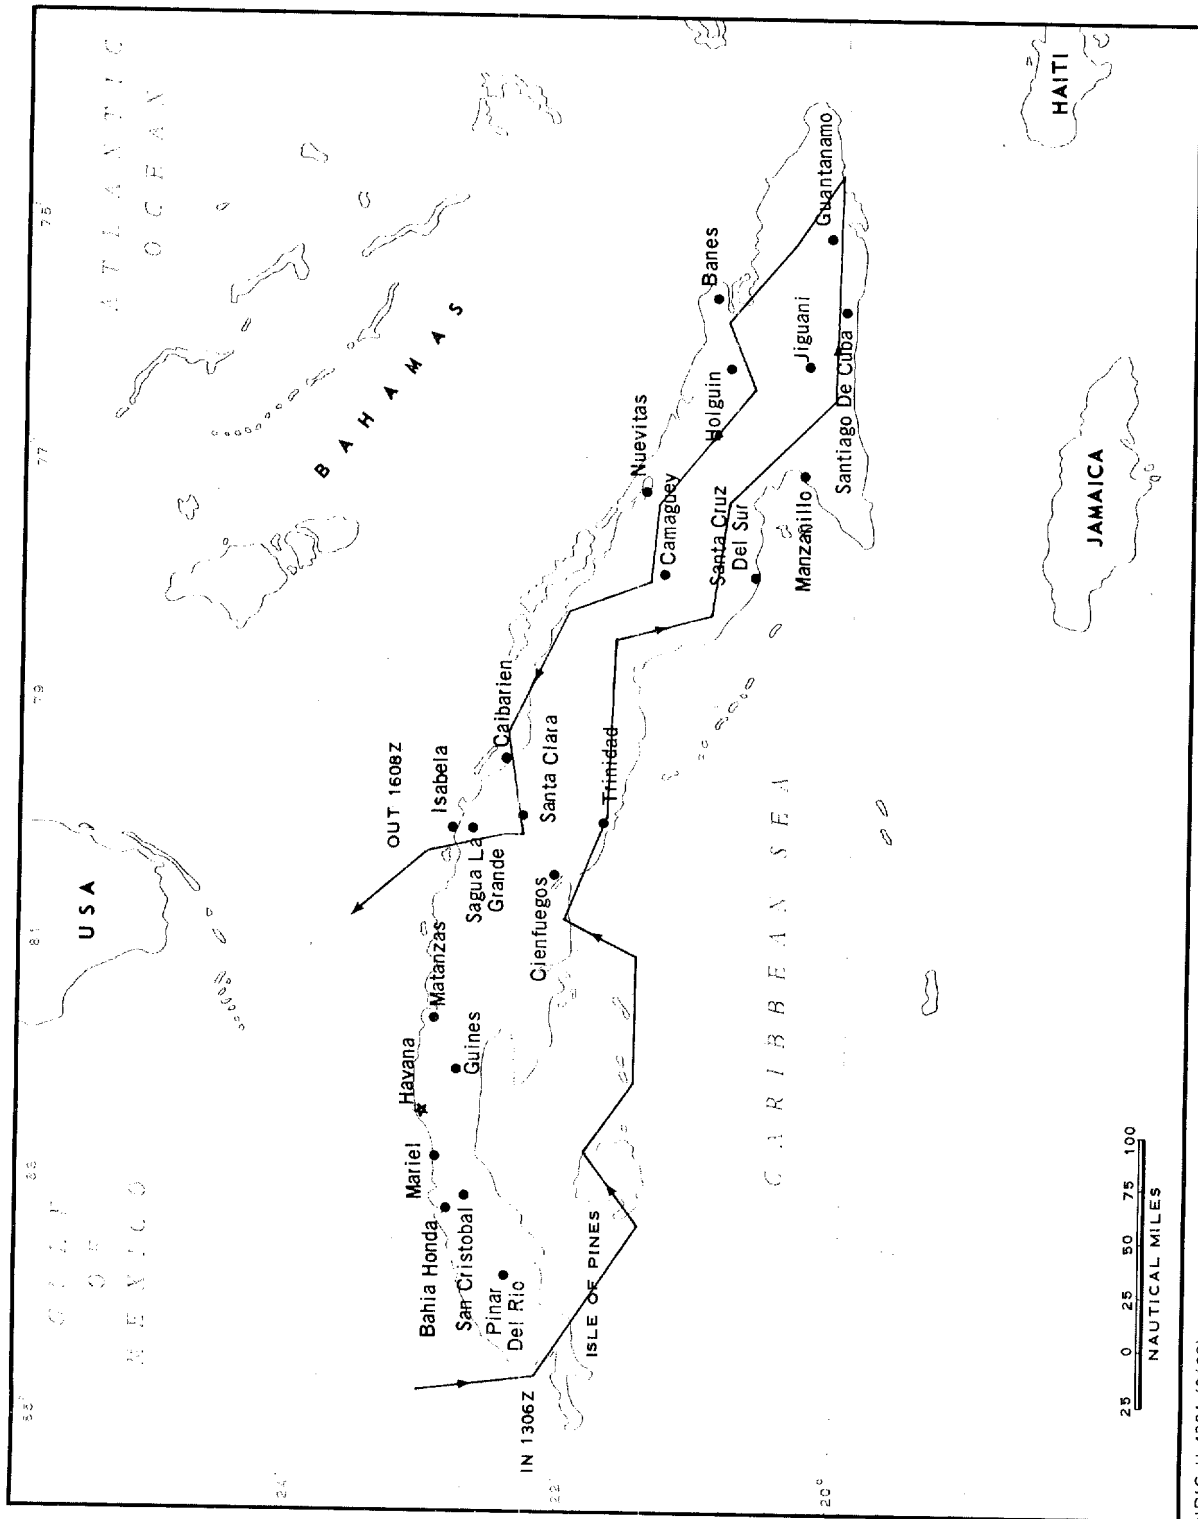 ATLANTIC
OCEAN
GULF
OF
MEXICO
USA
BAHAMAS
75°
77°
79
81
83
24°
22
20°
OUT 1608Z
IN 1306Z
Havana
Mariel
Bahia Honda
San Cristobal
Pinar
Del Rio
Guines
Matanzas
Isabela
Sagua La
Grande
Caibarien
Santa Clara
Cienfuegos
Trinidad
Nuevitas
Camaguey
Santa Cruz
Del Sur
Manzanillo
Holguin
Banes
Jiguani
Santiago De Cuba
Guantanamo
ISLE OF PINES
CARIBBEAN SEA
JAMAICA
HAITI
25 0 25 50 75 100
NAUTICAL MILES